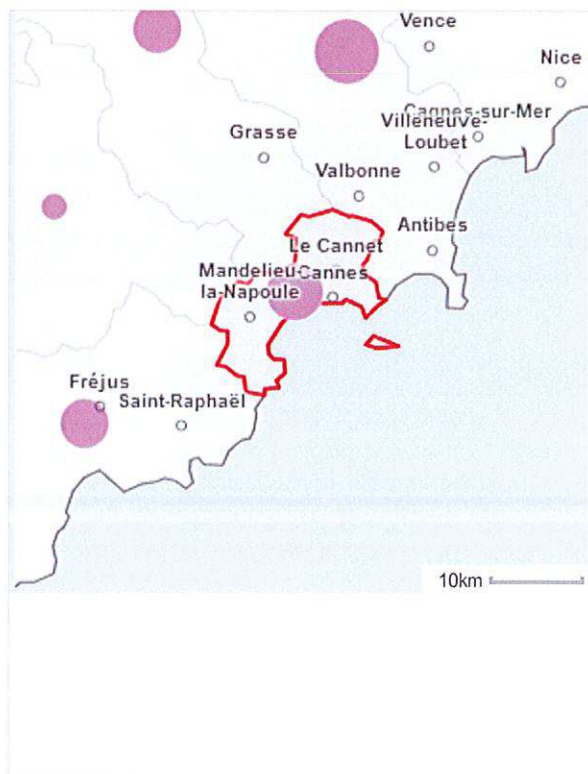 Vence
Nice
Cagnes-sur-Mer
Villeneuve-
Loubet
Grasse
Valbonne
Antibes
Le Cannet
Mandelieu-
la-Napoule
Cannes
Fréjus
Saint-Raphaël
10km